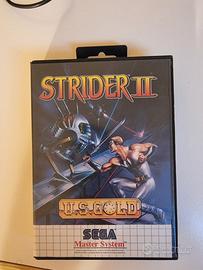 STRIDER II
U.S. GOLD
SEGA
Master System